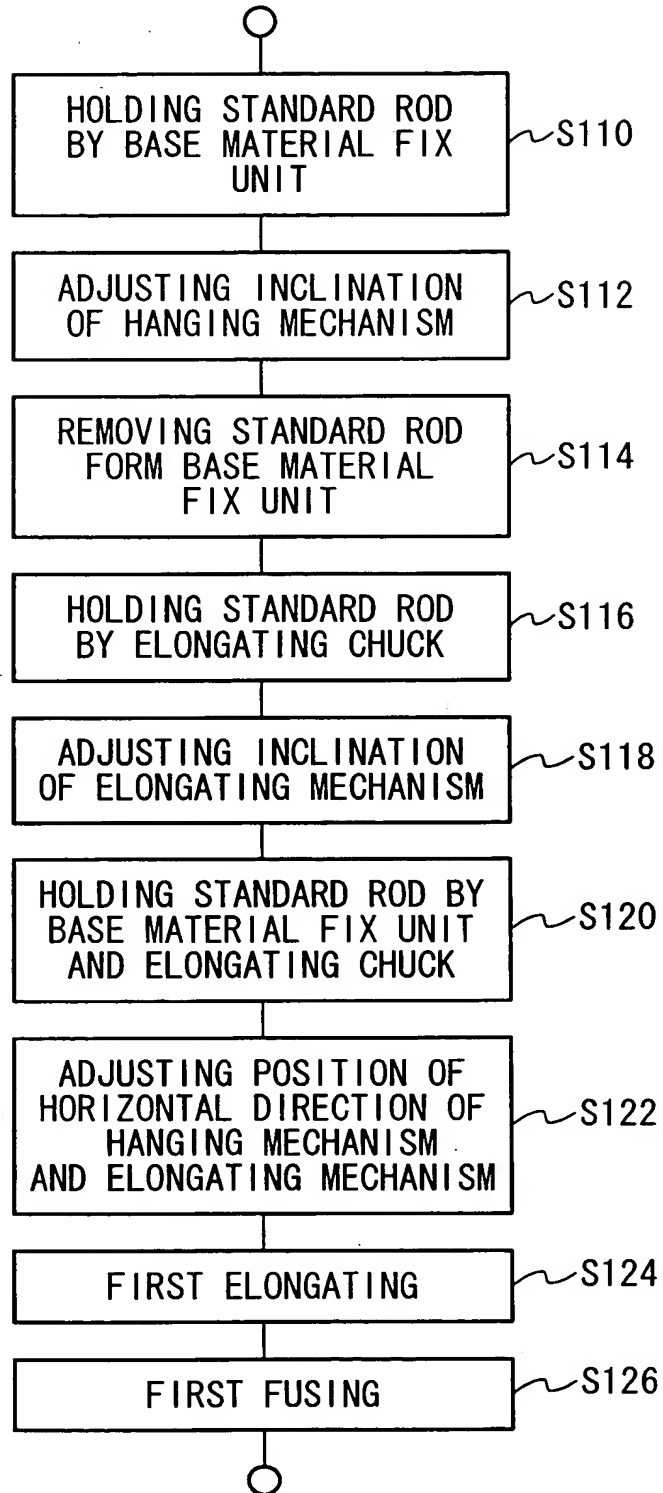 HOLDING STANDARD ROD
BY BASE MATERIAL FIX
UNIT
S110
ADJUSTING INCLINATION
OF HANGING MECHANISM
S112
REMOVING STANDARD ROD
FORM BASE MATERIAL
FIX UNIT
S114
HOLDING STANDARD ROD
BY ELONGATING CHUCK
S116
ADJUSTING INCLINATION
OF ELONGATING MECHANISM
S118
HOLDING STANDARD ROD BY
BASE MATERIAL FIX UNIT
AND ELONGATING CHUCK
S120
ADJUSTING POSITION OF
HORIZONTAL DIRECTION OF
HANGING MECHANISM
AND ELONGATING MECHANISM
S122
FIRST ELONGATING
S124
FIRST FUSING
S126